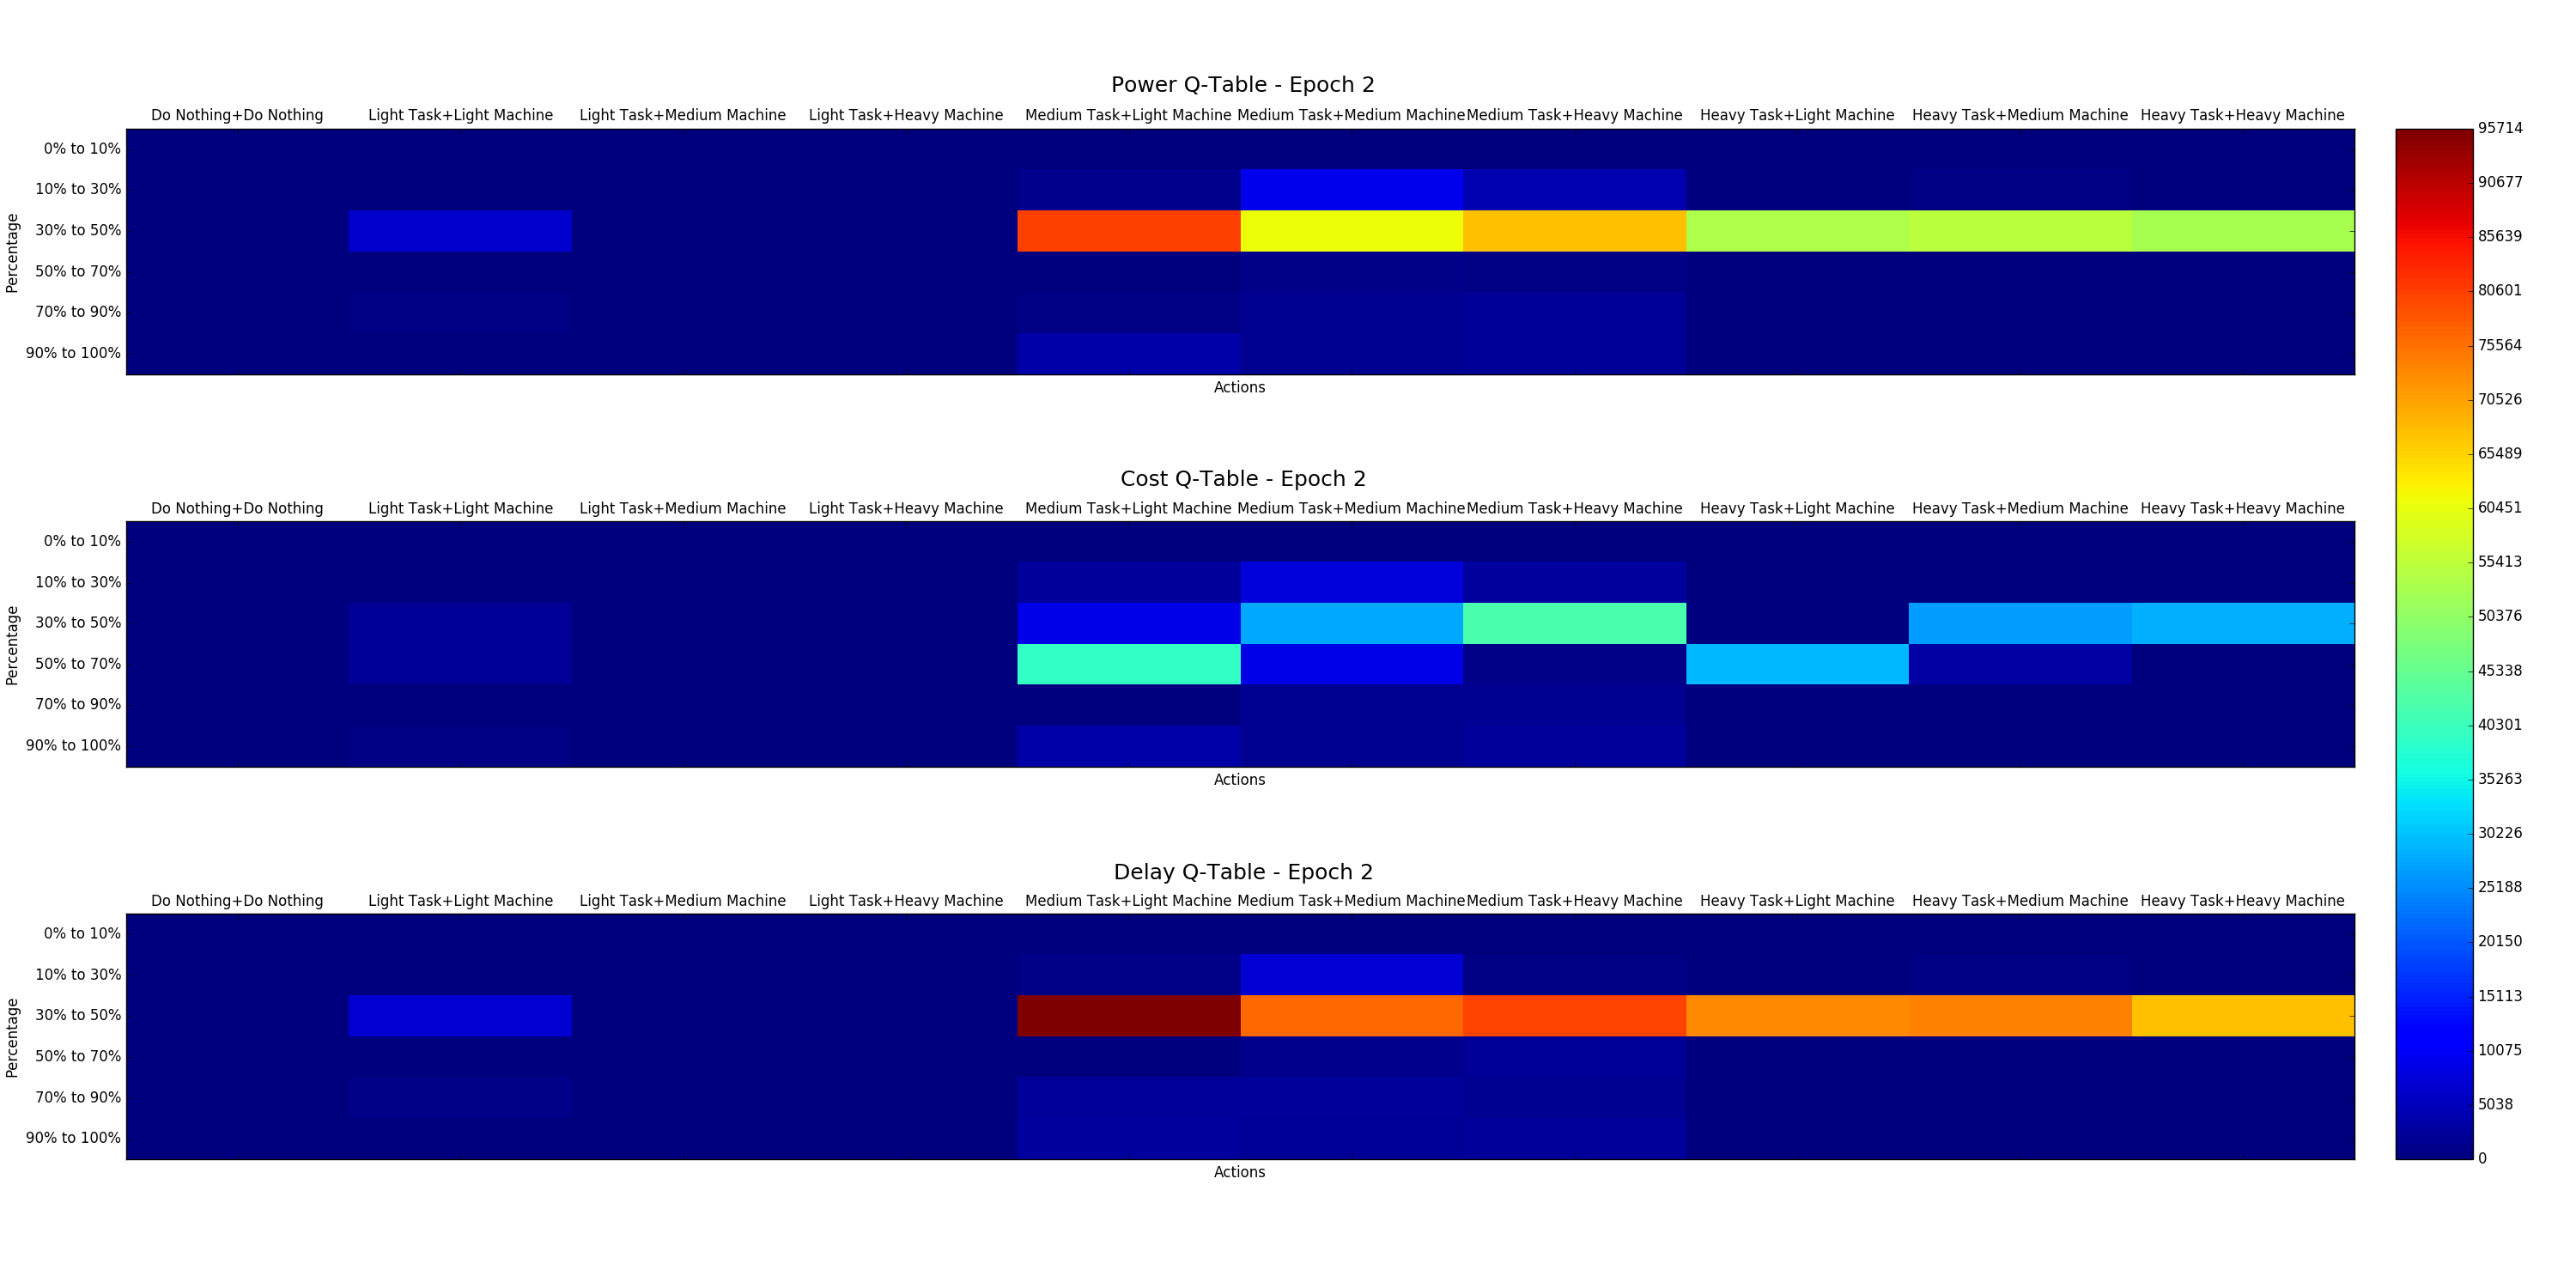 Power Q-Table - Epoch 2
Do Nothing+Do Nothing Light Task+Light Machine Light Task+Medium Machine Light Task+Heavy Machine Medium Task+Light Machine Medium Task+Medium Machine Medium Task+Heavy Machine Heavy Task+Light Machine Heavy Task+Medium Machine Heavy Task+Heavy Machine
Percentage
0% to 10%
10% to 30%
30% to 50%
50% to 70%
70% to 90%
90% to 100%
Actions
Cost Q-Table - Epoch 2
Do Nothing+Do Nothing Light Task+Light Machine Light Task+Medium Machine Light Task+Heavy Machine Medium Task+Light Machine Medium Task+Medium Machine Medium Task+Heavy Machine Heavy Task+Light Machine Heavy Task+Medium Machine Heavy Task+Heavy Machine
Percentage
0% to 10%
10% to 30%
30% to 50%
50% to 70%
70% to 90%
90% to 100%
Actions
Delay Q-Table - Epoch 2
Do Nothing+Do Nothing Light Task+Light Machine Light Task+Medium Machine Light Task+Heavy Machine Medium Task+Light Machine Medium Task+Medium Machine Medium Task+Heavy Machine Heavy Task+Light Machine Heavy Task+Medium Machine Heavy Task+Heavy Machine
Percentage
0% to 10%
10% to 30%
30% to 50%
50% to 70%
70% to 90%
90% to 100%
Actions
95714
90677
85639
80601
75564
70526
65489
60451
55413
50376
45338
40301
35263
30226
25188
20150
15113
10075
5038
0